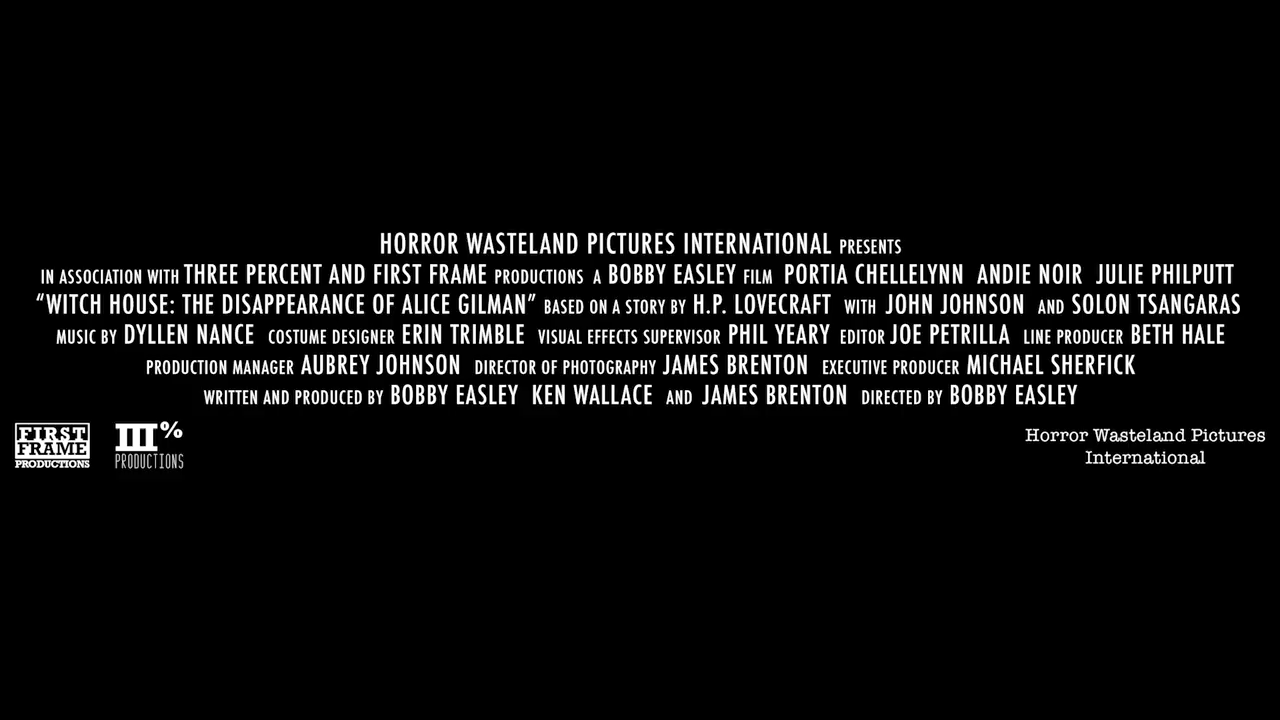 HORROR WASTELAND PICTURES INTERNATIONAL PRESENTS
IN ASSOCIATION WITH THREE PERCENT AND FIRST FRAME PRODUCTIONS A BOBBY EASLEY FILM PORTIA CHELLELYNN ANDIE NOIR JULIE PHILPUTT
“WITCH HOUSE: THE DISAPPEARANCE OF ALICE GILMAN” BASED ON A STORY BY H.P. LOVECRAFT WITH JOHN JOHNSON AND SOLON TSANGARAS
MUSIC BY DYLLEN NANCE COSTUME DESIGNER ERIN TRIMBLE VISUAL EFFECTS SUPERVISOR PHIL YEARY EDITOR JOE PETRILLA LINE PRODUCER BETH HALE
PRODUCTION MANAGER AUBREY JOHNSON DIRECTOR OF PHOTOGRAPHY JAMES BRENTON EXECUTIVE PRODUCER MICHAEL SHERFICK
WRITTEN AND PRODUCED BY BOBBY EASLEY KEN WALLACE AND JAMES BRENTON DIRECTED BY BOBBY EASLEY
FIRST
FRAME
PRODUCTIONS
III%
PRODUCTIONS
Horror Wasteland Pictures
International